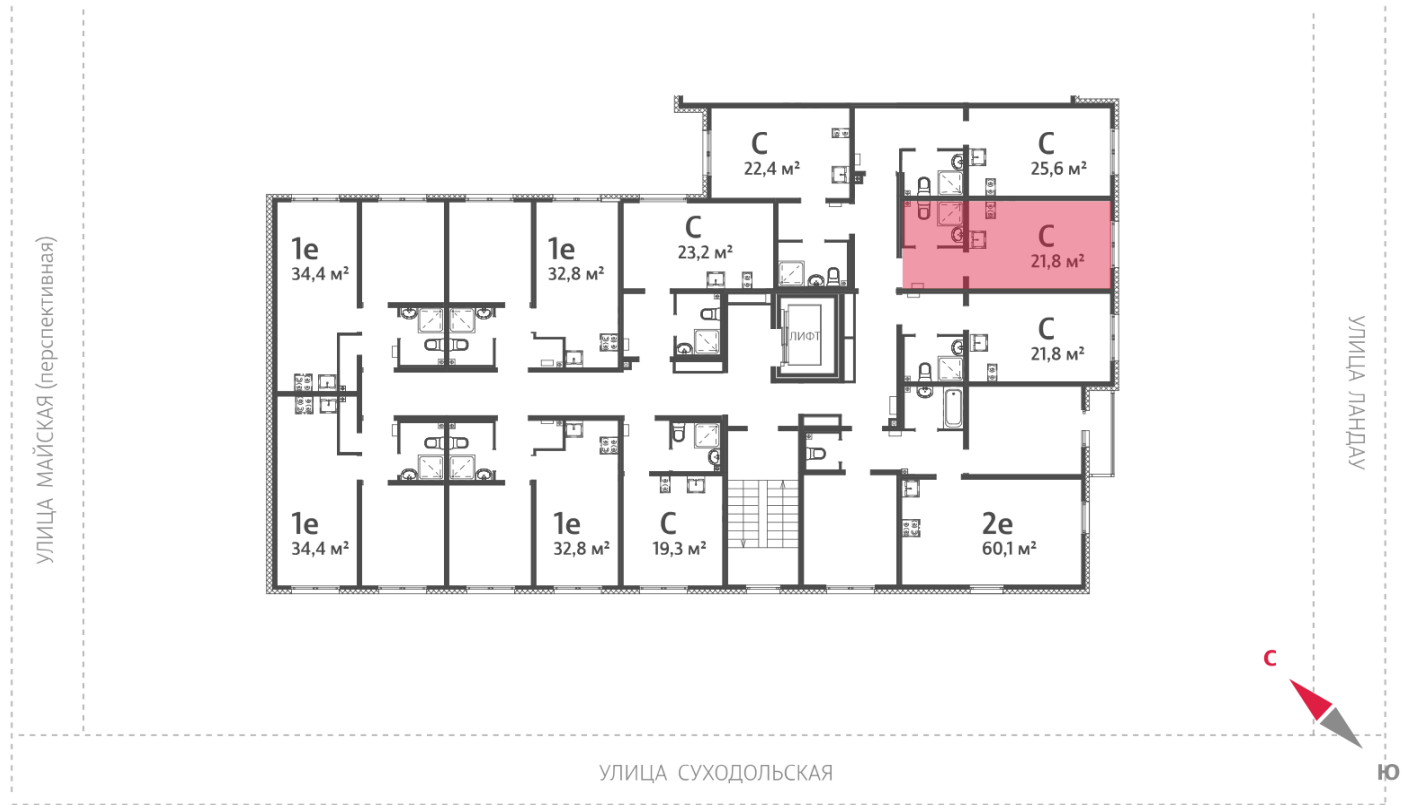 С
22,4 м²
С
25,6 м²
1е
34,4 м²
1е
32,8 м²
С
23,2 м²
С
21,8 м²
ЛИФТ
С
21,8 м²
1е
34,4 м²
1е
32,8 м²
С
19,3 м²
2е
60,1 м²
УЛИЦА МАЙСКАЯ (перспективная)
УЛИЦА ЛАНДАУ
УЛИЦА СУХОДОЛЬСКАЯ
С
Ю